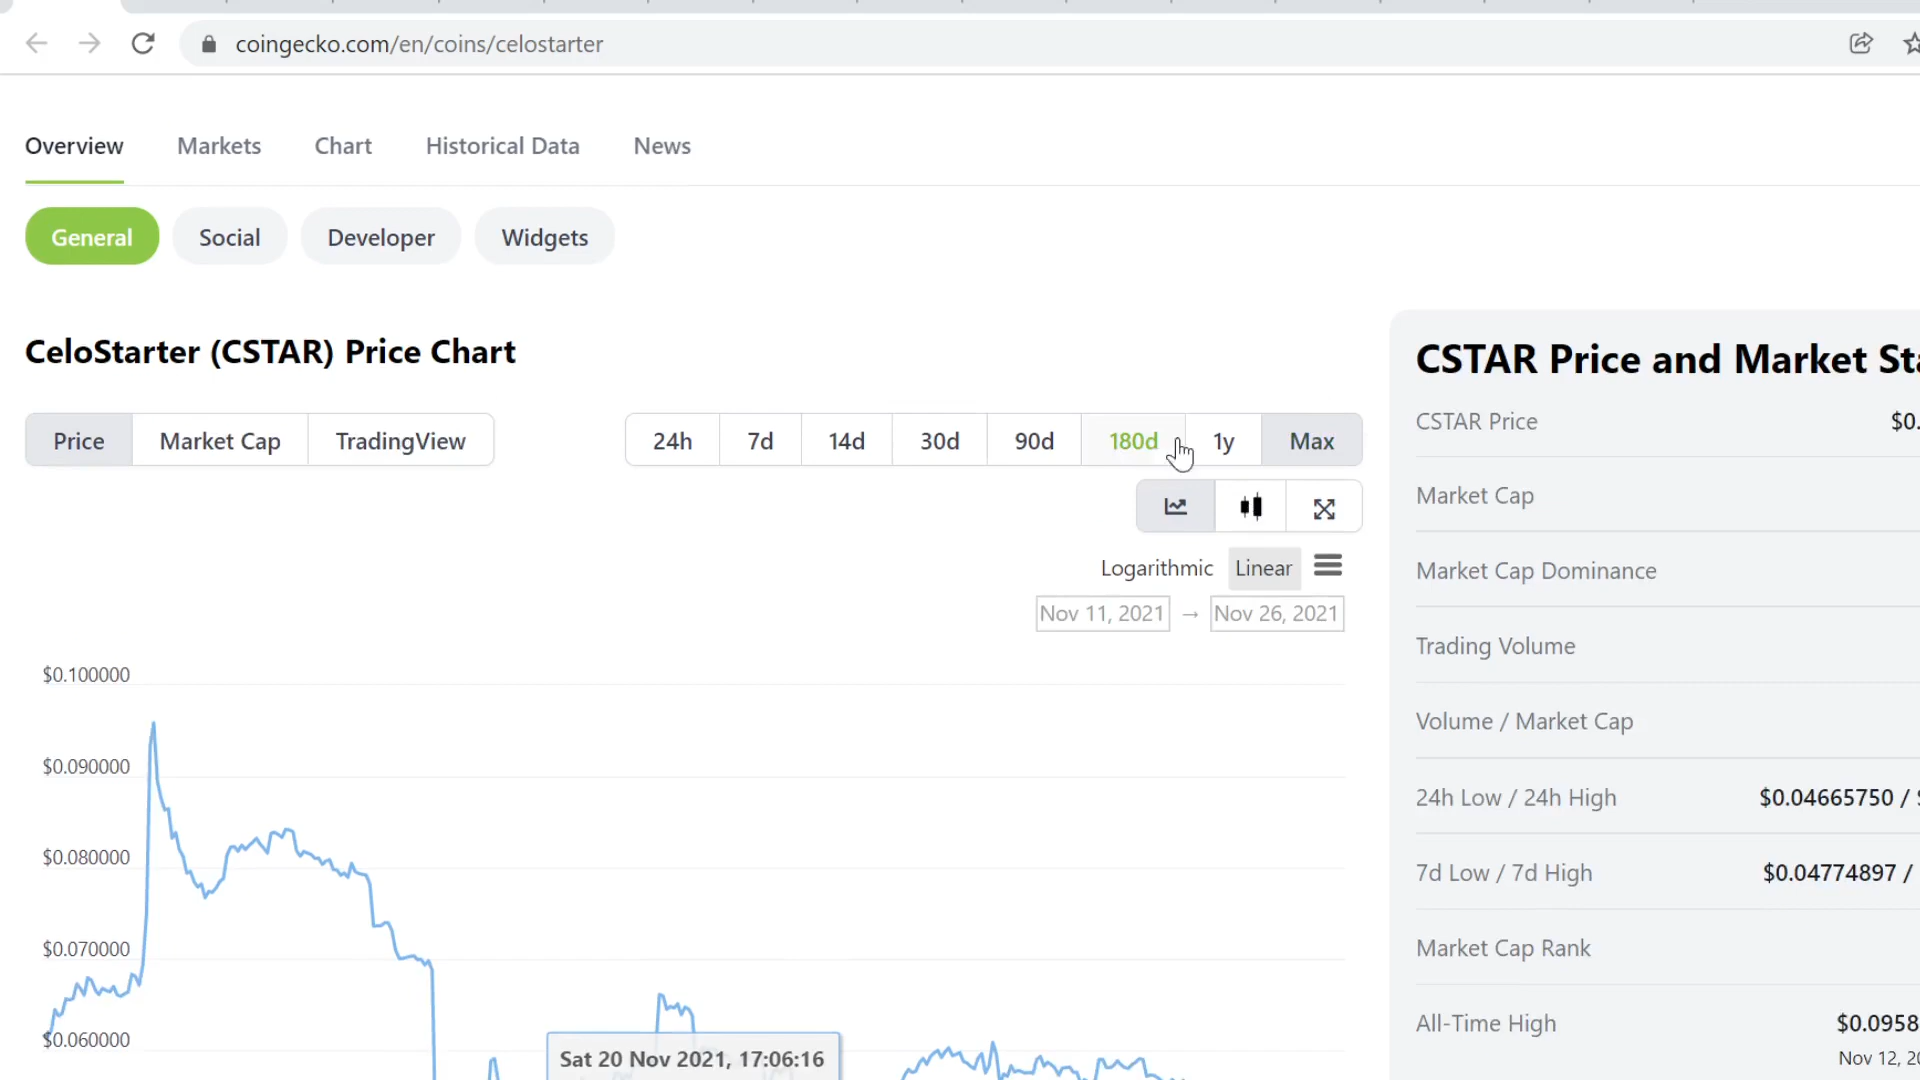 coingecko.com/en/coins/celostarter
Overview Markets Chart Historical Data News
General Social Developer Widgets
CeloStarter (CSTAR) Price Chart
Price Market Cap TradingView
24h 7d 14d 30d 90d 180d 1y Max
Logarithmic Linear
Nov 11, 2021 → Nov 26, 2021
$0.100000
$0.090000
$0.080000
$0.070000
$0.060000
Sat 20 Nov 2021, 17:06:16
CSTAR Price and Market Sta
CSTAR Price $0.
Market Cap
Market Cap Dominance
Trading Volume
Volume / Market Cap
24h Low / 24h High $0.04665750 /
7d Low / 7d High $0.04774897 /
Market Cap Rank
All-Time High $0.0958
Nov 12, 20